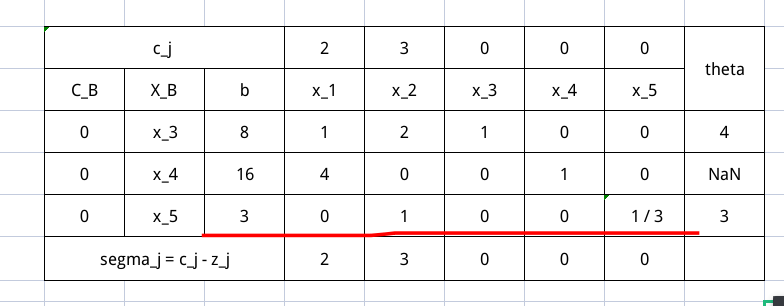 c_j 2 3 0 0 0 theta
C_B X_B b x_1 x_2 x_3 x_4 x_5
0 x_3 8 1 2 1 0 0 4
0 x_4 16 4 0 0 1 0 NaN
0 x_5 3 0 1 0 0 1 / 3 3
segma_j = c_j - z_j 2 3 0 0 0